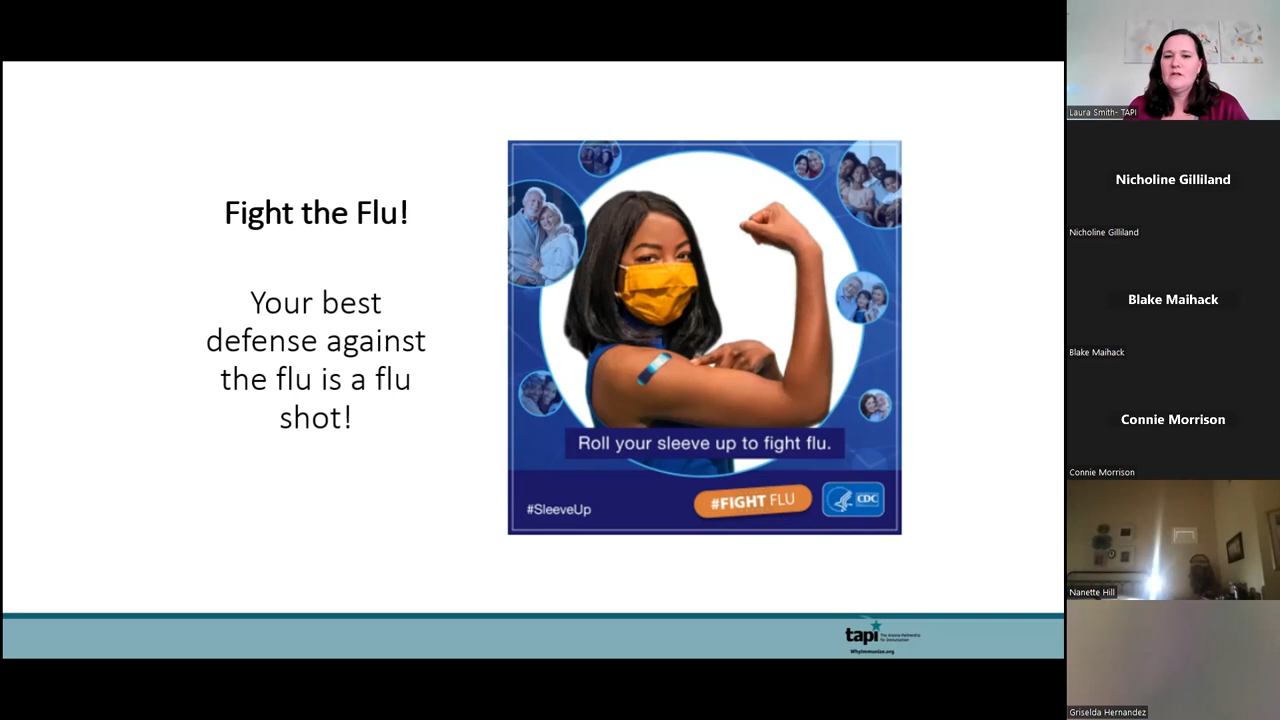 Fight the Flu!
Your best
defense against
the flu is a flu
shot!
Roll your sleeve up to fight flu.
#SleeveUp
#FIGHT FLU
CDC
tapi
The Arizona Partnership
for Immunization
WhyImmunize.org
Laura Smith- TAPI
Nicholine Gilliland
Nicholine Gilliland
Blake Maihack
Blake Maihack
Connie Morrison
Connie Morrison
Nanette Hill
Griselda Hernandez